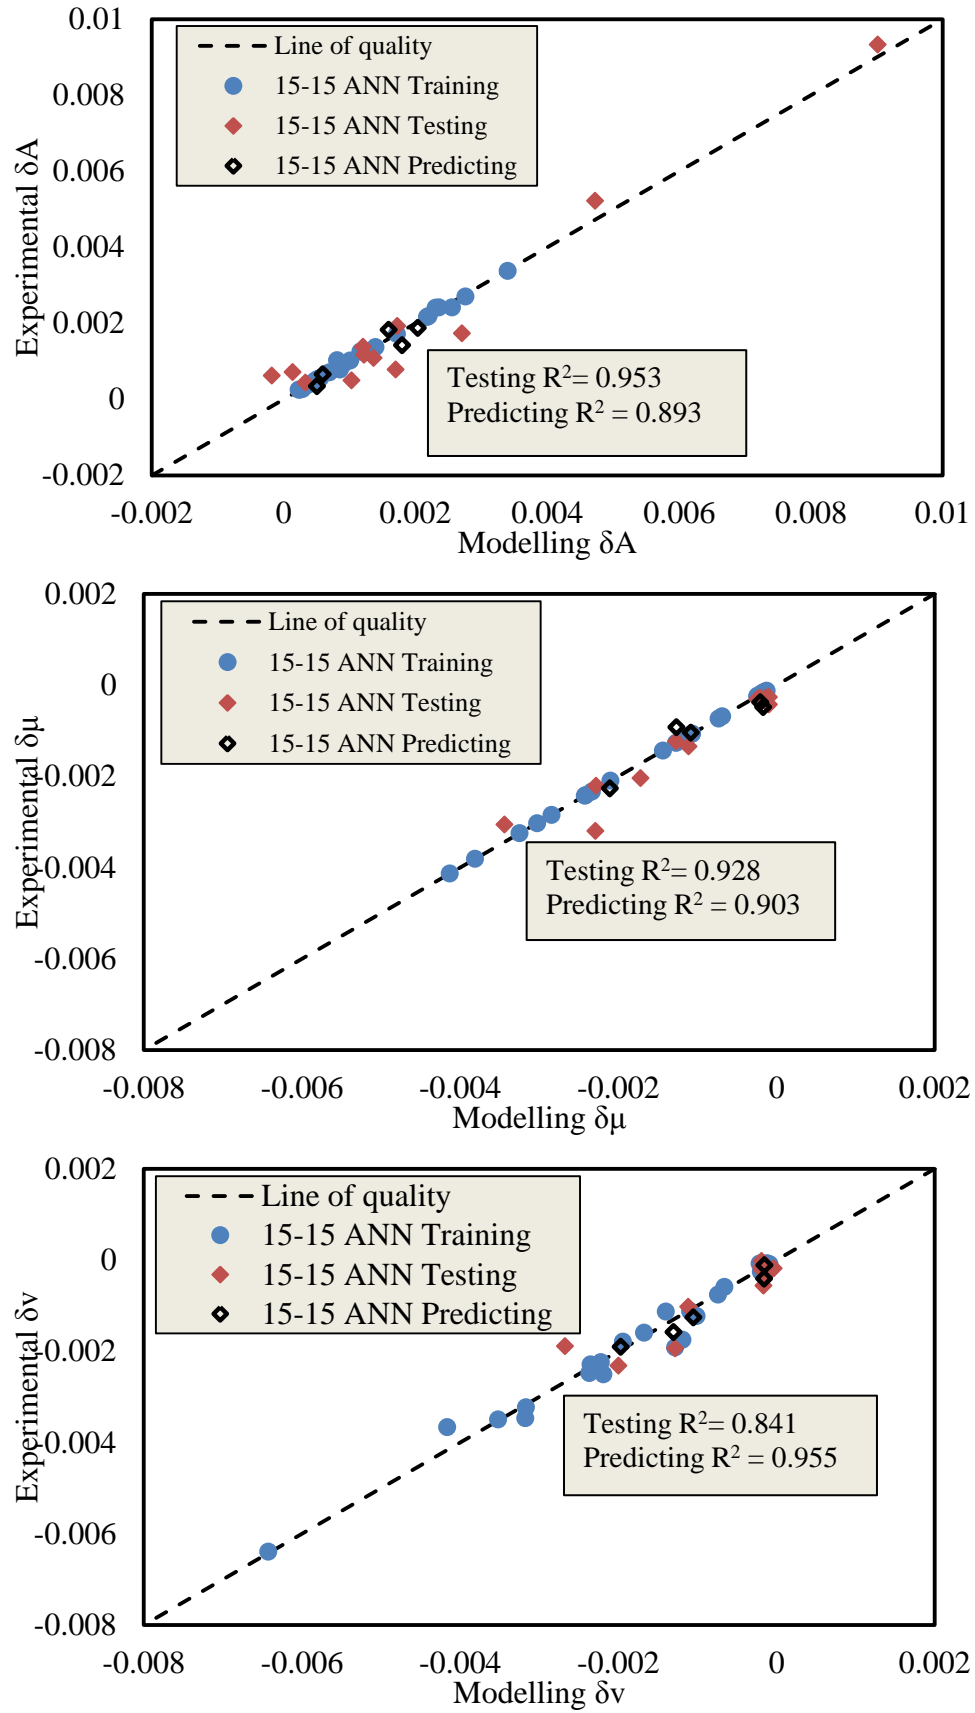 0.01
0.008
0.006
0.004
0.002
0
-0.002
Experimental δA
Line of quality
15-15 ANN Training
15-15 ANN Testing
15-15 ANN Predicting
Testing R²= 0.953
Predicting R² = 0.893
-0.002 0 0.002 0.004 0.006 0.008 0.01
Modelling δA
0.002
0
-0.002
-0.004
-0.006
-0.008
Experimental δμ
Line of quality
15-15 ANN Training
15-15 ANN Testing
15-15 ANN Predicting
Testing R²= 0.928
Predicting R² = 0.903
-0.008 -0.006 -0.004 -0.002 0 0.002
Modelling δμ
0.002
0
-0.002
-0.004
-0.006
-0.008
Experimental δv
Line of quality
15-15 ANN Training
15-15 ANN Testing
15-15 ANN Predicting
Testing R²= 0.841
Predicting R² = 0.955
-0.008 -0.006 -0.004 -0.002 0 0.002
Modelling δv